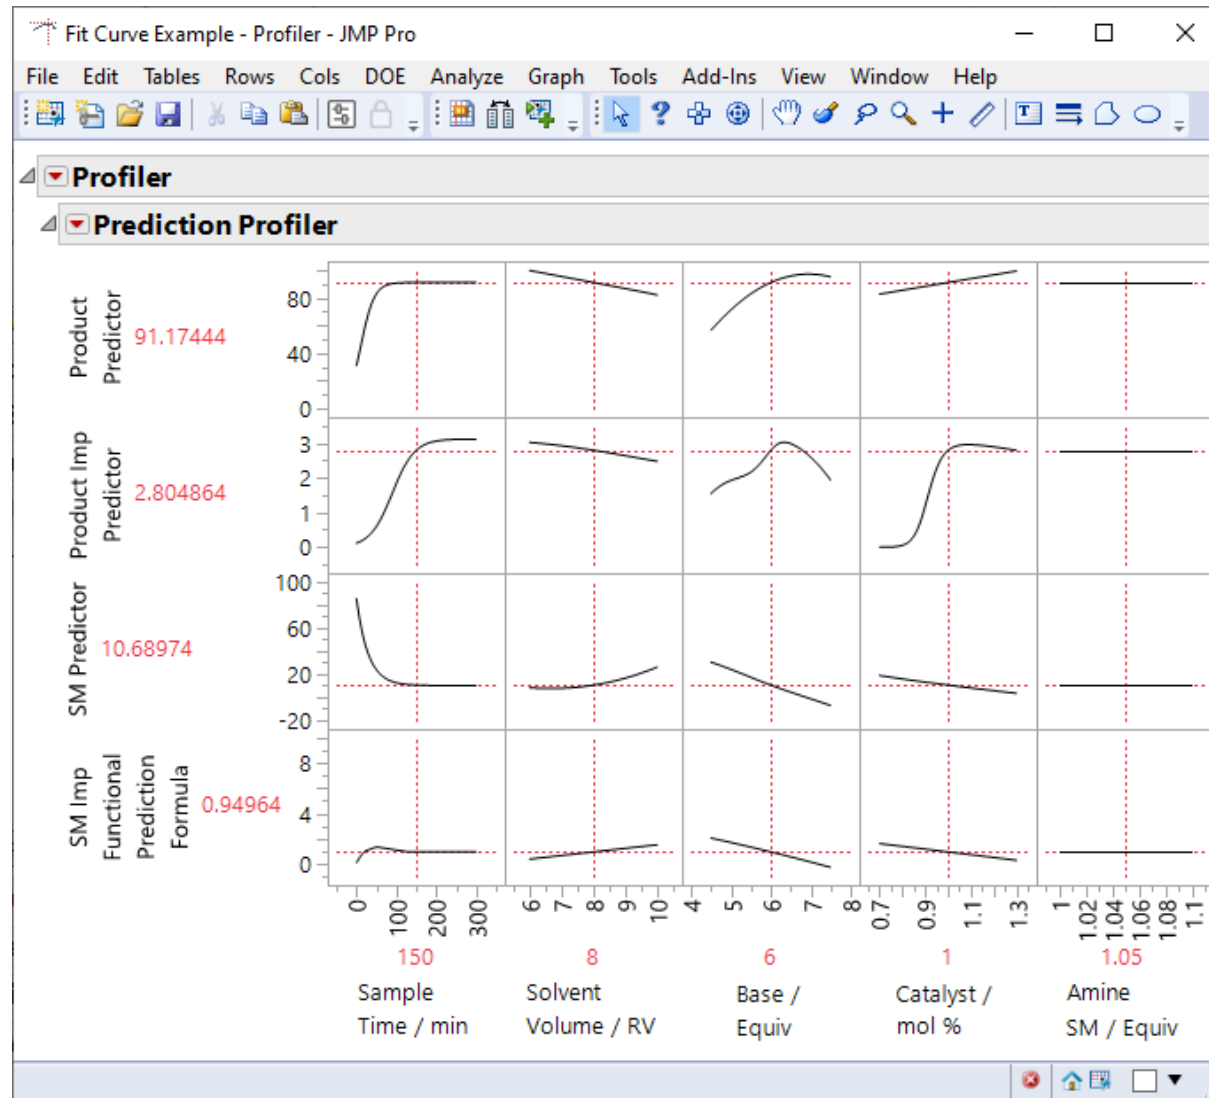 Fit Curve Example - Profiler - JMP Pro
File Edit Tables Rows Cols DOE Analyze Graph Tools Add-Ins View Window Help
Profiler
Prediction Profiler
Product
Predictor
91.17444
80
40
0
Product Imp
Predictor
2.804864
3
2
1
0
SM Predictor
10.68974
100
60
20
-20
SM Imp
Functional
Prediction
Formula
0.94964
8
4
0
0 100 200 300
6 7 8 9 10
4 5 6 7 8
0.7 0.9 1.1 1.3
1 1.02 1.04 1.06 1.08 1.1
150 8 6 1 1.05
Sample Solvent Base / Catalyst / Amine
Time / min Volume / RV Equiv mol % SM / Equiv